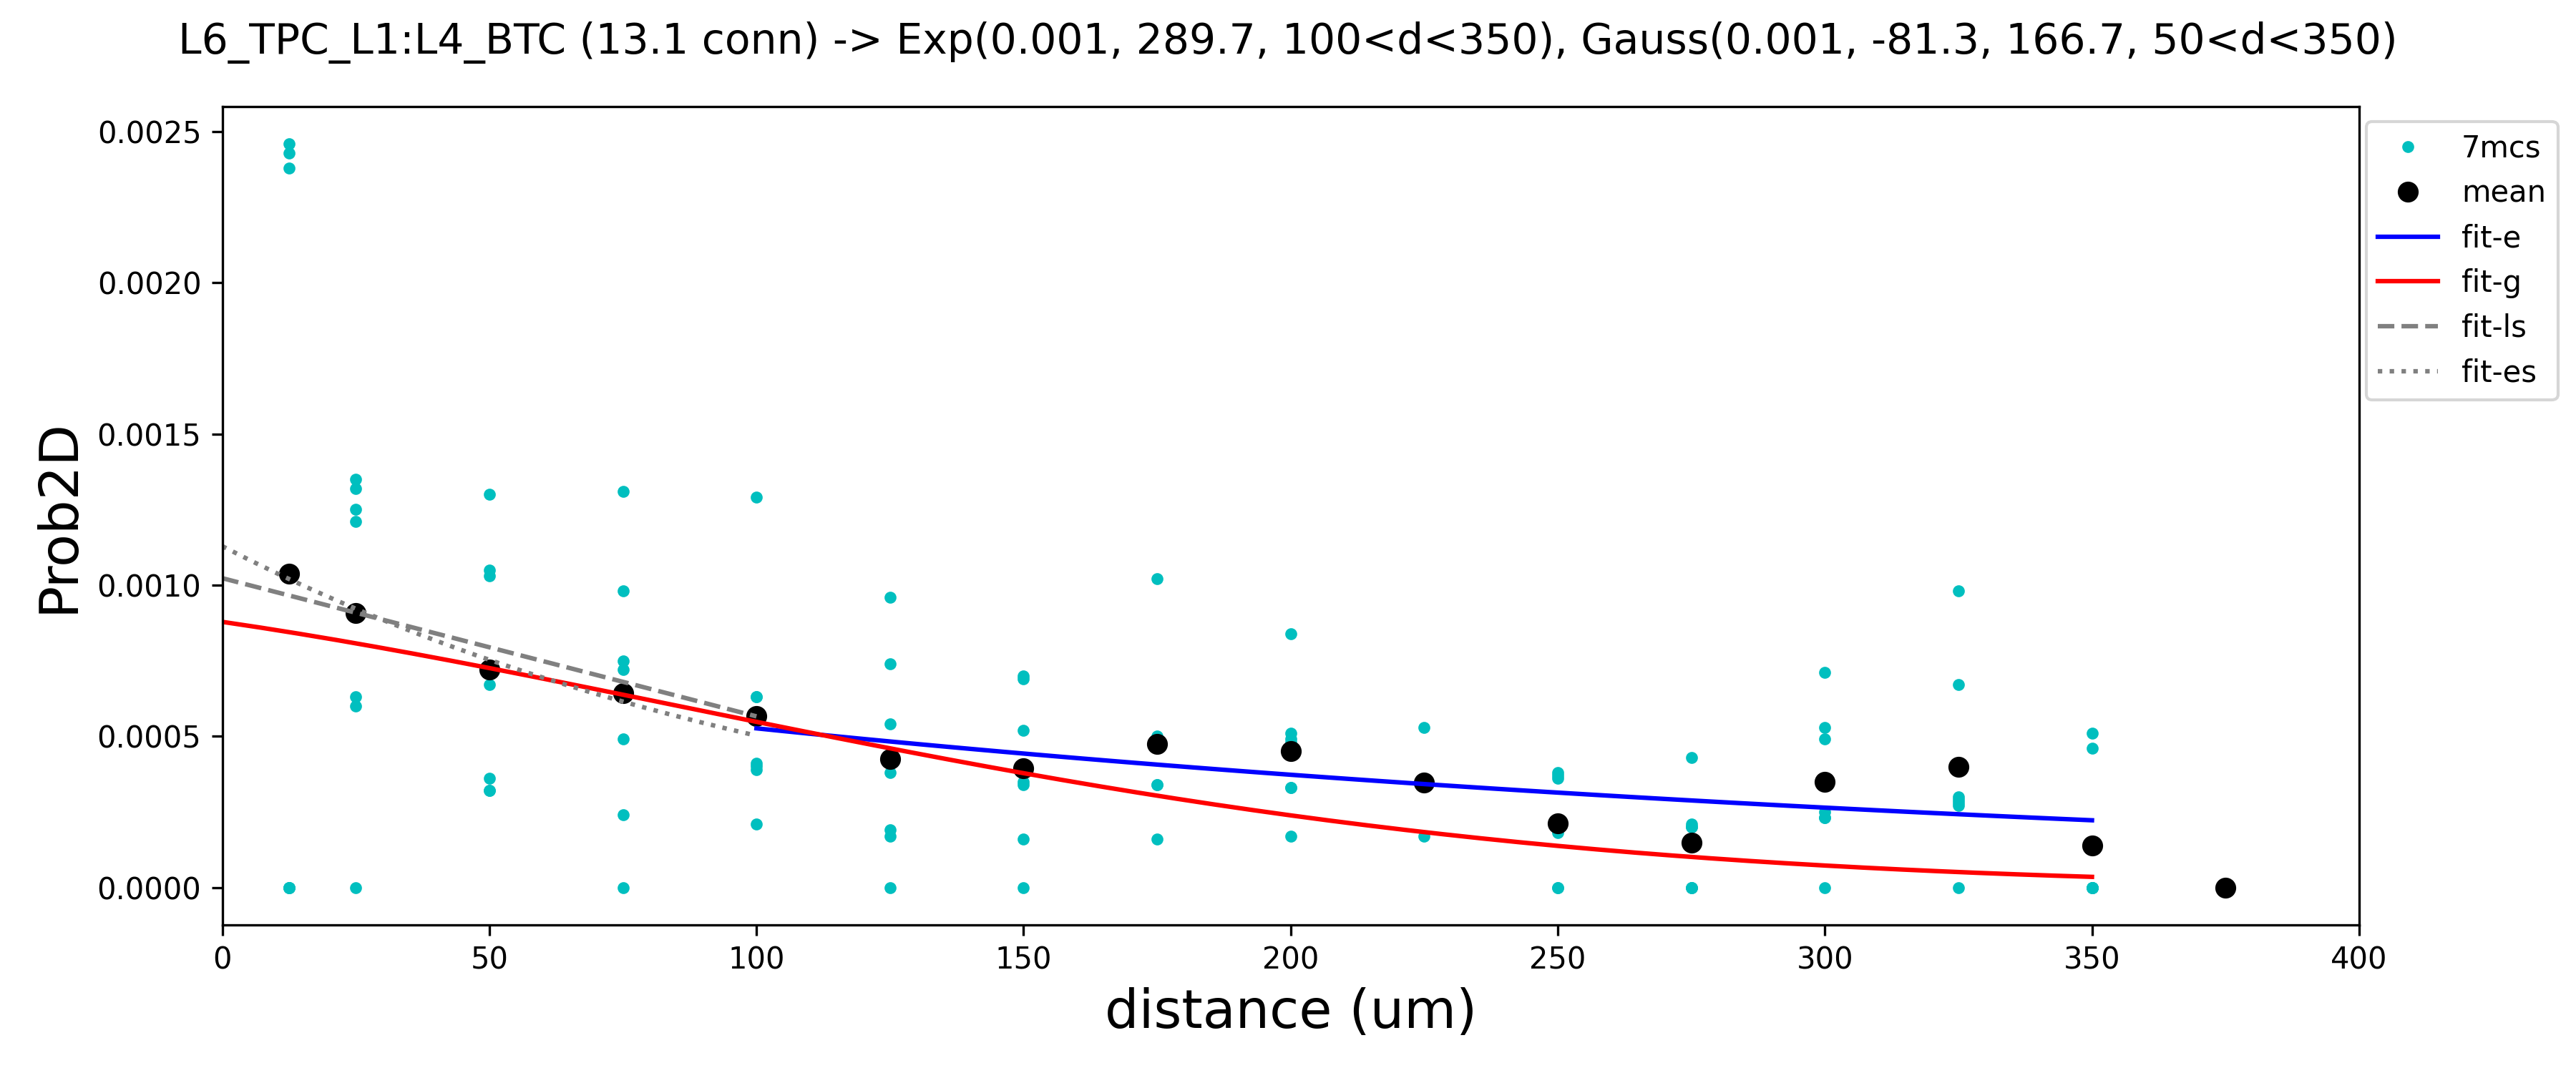 L6_TPC_L1:L4_BTC (13.1 conn) -> Exp(0.001, 289.7, 100<d<350), Gauss(0.001, -81.3, 166.7, 50<d<350)
Prob2D
0.0025
0.0020
0.0015
0.0010
0.0005
0.0000
0 50 100 150 200 250 300 350 400
distance (um)
7mcs
mean
fit-e
fit-g
fit-ls
fit-es